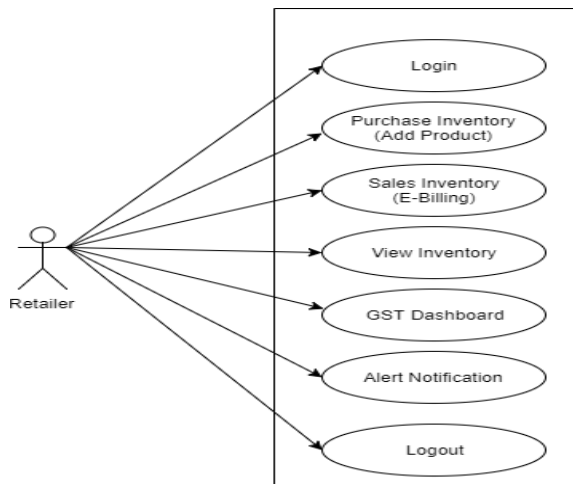 Login
Purchase Inventory
(Add Product)
Sales Inventory
(E-Billing)
View Inventory
Retailer
GST Dashboard
Alert Notification
Logout